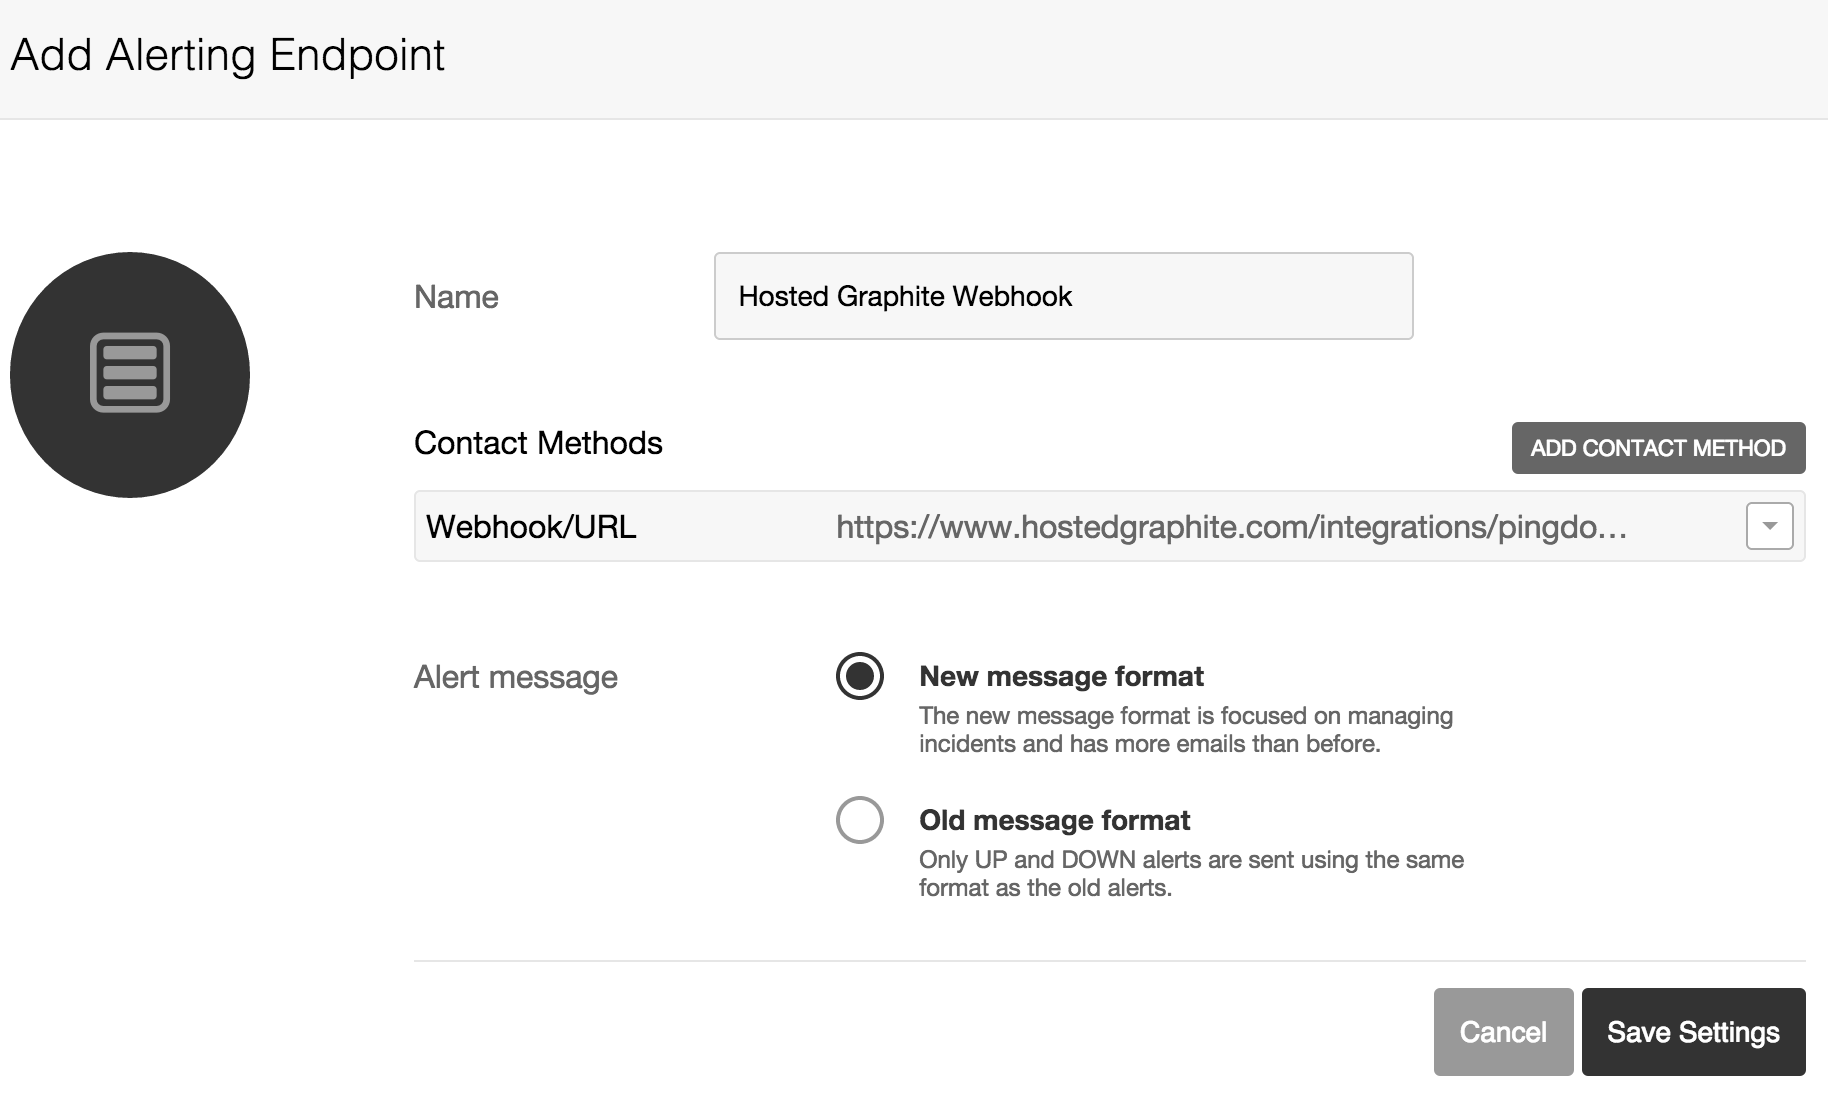 Add Alerting Endpoint
Name
Hosted Graphite Webhook
Contact Methods
ADD CONTACT METHOD
Webhook/URL
https://www.hostedgraphite.com/integrations/pingdo...
Alert message
New message format
The new message format is focused on managing
incidents and has more emails than before.
Old message format
Only UP and DOWN alerts are sent using the same
format as the old alerts.
Cancel
Save Settings